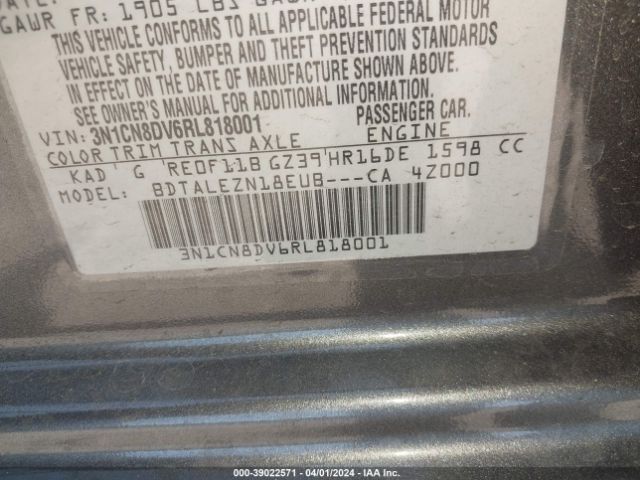 GAWR FR: 1905 LBS
THIS VEHICLE CONFORMS TO ALL APPLICABLE FEDERAL MOTOR
VEHICLE SAFETY, BUMPER AND THEFT PREVENTION STANDARDS
IN EFFECT ON THE DATE OF MANUFACTURE SHOWN ABOVE.
SEE OWNER'S MANUAL FOR ADDITIONAL INFORMATION.
VIN: 3N1CN8DV6RL818001 PASSENGER CAR.
COLOR TRIM TRANS AXLE ENGINE
KAD G RE0F11B GZ39 HR16DE 1598 CC
MODEL: BDTALEZN18EUB---CA 4Z000
3N1CN8DV6RL818001
000-39022571 | 04/01/2024 | IAA Inc.